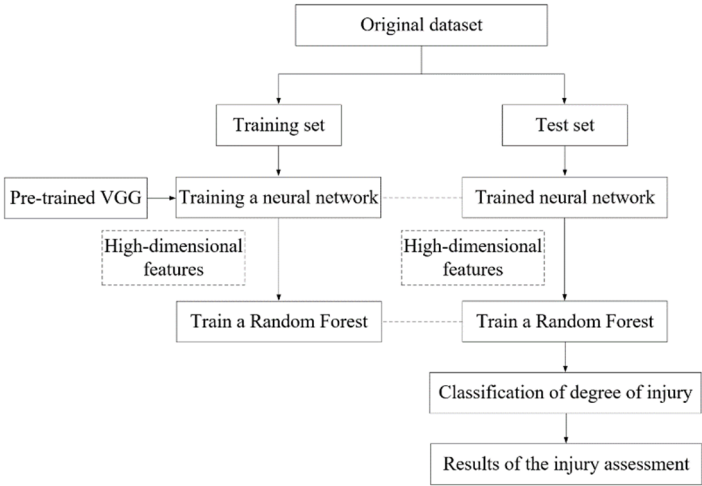 Original dataset
Training set
Test set
Pre-trained VGG
Training a neural network
Trained neural network
High-dimensional
features
High-dimensional
features
Train a Random Forest
Train a Random Forest
Classification of degree of injury
Results of the injury assessment